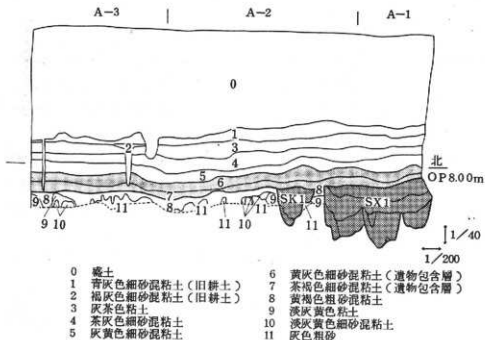 A-3 A-2 A-1
0
1
2
3
4
北
OP8.00m
5
6
7
9 8 11 8 11 11 9 SK1 8 9 SX1
9 10 11 10 11
1/40
1/200
0 盛土
1 青灰色細砂混粘土(旧耕土)
2 褐灰色細砂混粘土(旧耕土)
3 灰茶色粘土
4 茶灰色細砂混粘土
5 灰黄色細砂混粘土
6 黄灰色細砂混粘土(遺物包含層)
7 茶褐色細砂混粘土(遺物包含層)
8 黄褐色粗砂混粘土
9 淡灰黄色粘土
10 淡灰黄色細砂混粘土
11 灰色粗砂